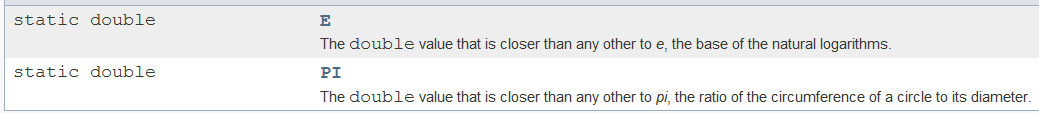 static double E
The double value that is closer than any other to e, the base of the natural logarithms.
static double PI
The double value that is closer than any other to pi, the ratio of the circumference of a circle to its diameter.